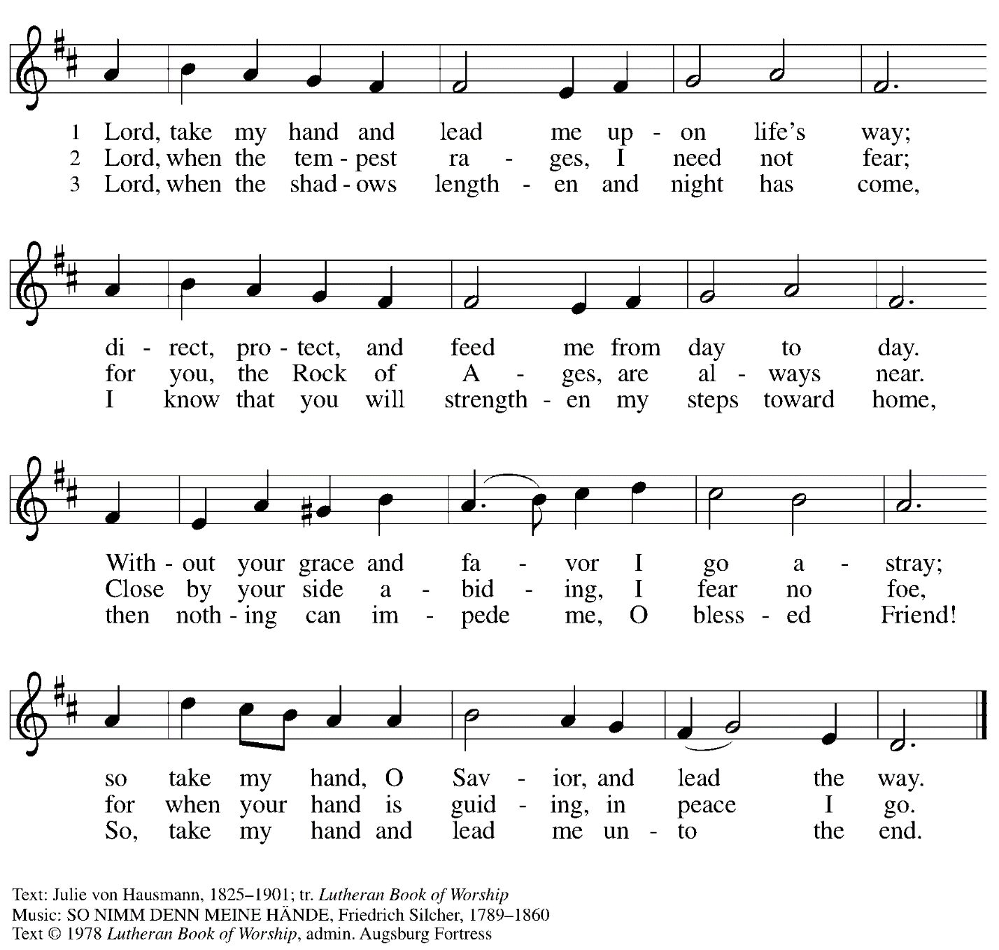 1 Lord, take my hand and lead me up - on life's way;
2 Lord, when the tem - pest ra - ges, I need not fear;
3 Lord, when the shad - ows length - en and night has come,
di - rect, pro - tect, and feed me from day to day.
for you, the Rock of A - ges, are al - ways near.
I know that you will strength - en my steps toward home,
With - out your grace and fa - vor I go a - stray;
Close by your side a - bid - ing, I fear no foe,
then noth - ing can im - pede me, O bless - ed Friend!
so take my hand, O Sav - ior, and lead the way.
for when your hand is guid - ing, in peace I go.
So, take my hand and lead me un - to the end.
Text: Julie von Hausmann, 1825–1901; tr. Lutheran Book of Worship
Music: SO NIMM DENN MEINE HÄNDE, Friedrich Silcher, 1789–1860
Text © 1978 Lutheran Book of Worship, admin. Augsburg Fortress